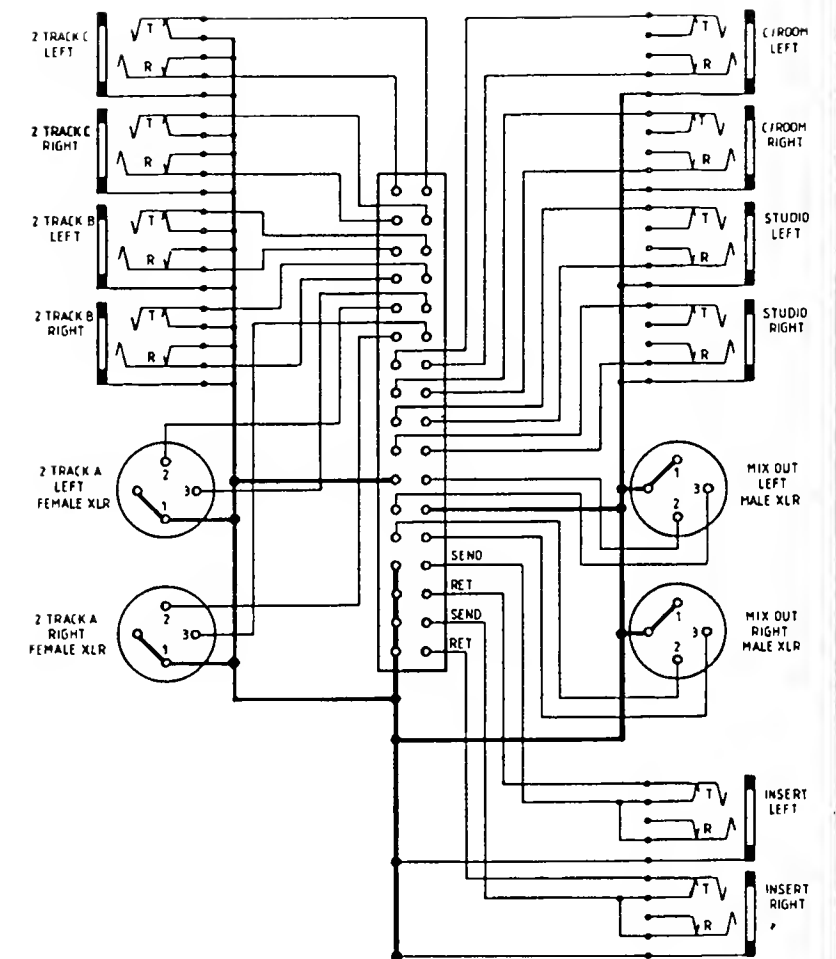 2 TRACK C
LEFT
T
R
2 TRACK C
RIGHT
T
R
2 TRACK B
LEFT
T
R
2 TRACK B
RIGHT
T
R
2 TRACK A
LEFT
FEMALE XLR
2
3
1
2 TRACK A
RIGHT
FEMALE XLR
2
3
1
SEND
RET
SEND
RET
T
R
C/ROOM
LEFT
T
R
C/ROOM
RIGHT
T
R
STUDIO
LEFT
T
R
STUDIO
RIGHT
1
2
3
MIX OUT
LEFT
MALE XLR
1
2
3
MIX OUT
RIGHT
MALE XLR
T
R
INSERT
LEFT
T
R
INSERT
RIGHT